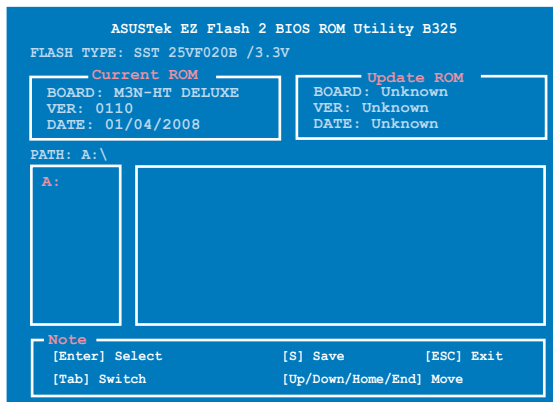 ASUSTek EZ Flash 2 BIOS ROM Utility B325
FLASH TYPE: SST 25VF020B /3.3V
Current ROM
BOARD: M3N-HT DELUXE
VER: 0110
DATE: 01/04/2008
Update ROM
BOARD: Unknown
VER: Unknown
DATE: Unknown
PATH: A:\
A:
Note
[Enter] Select [S] Save [ESC] Exit
[Tab] Switch [Up/Down/Home/End] Move